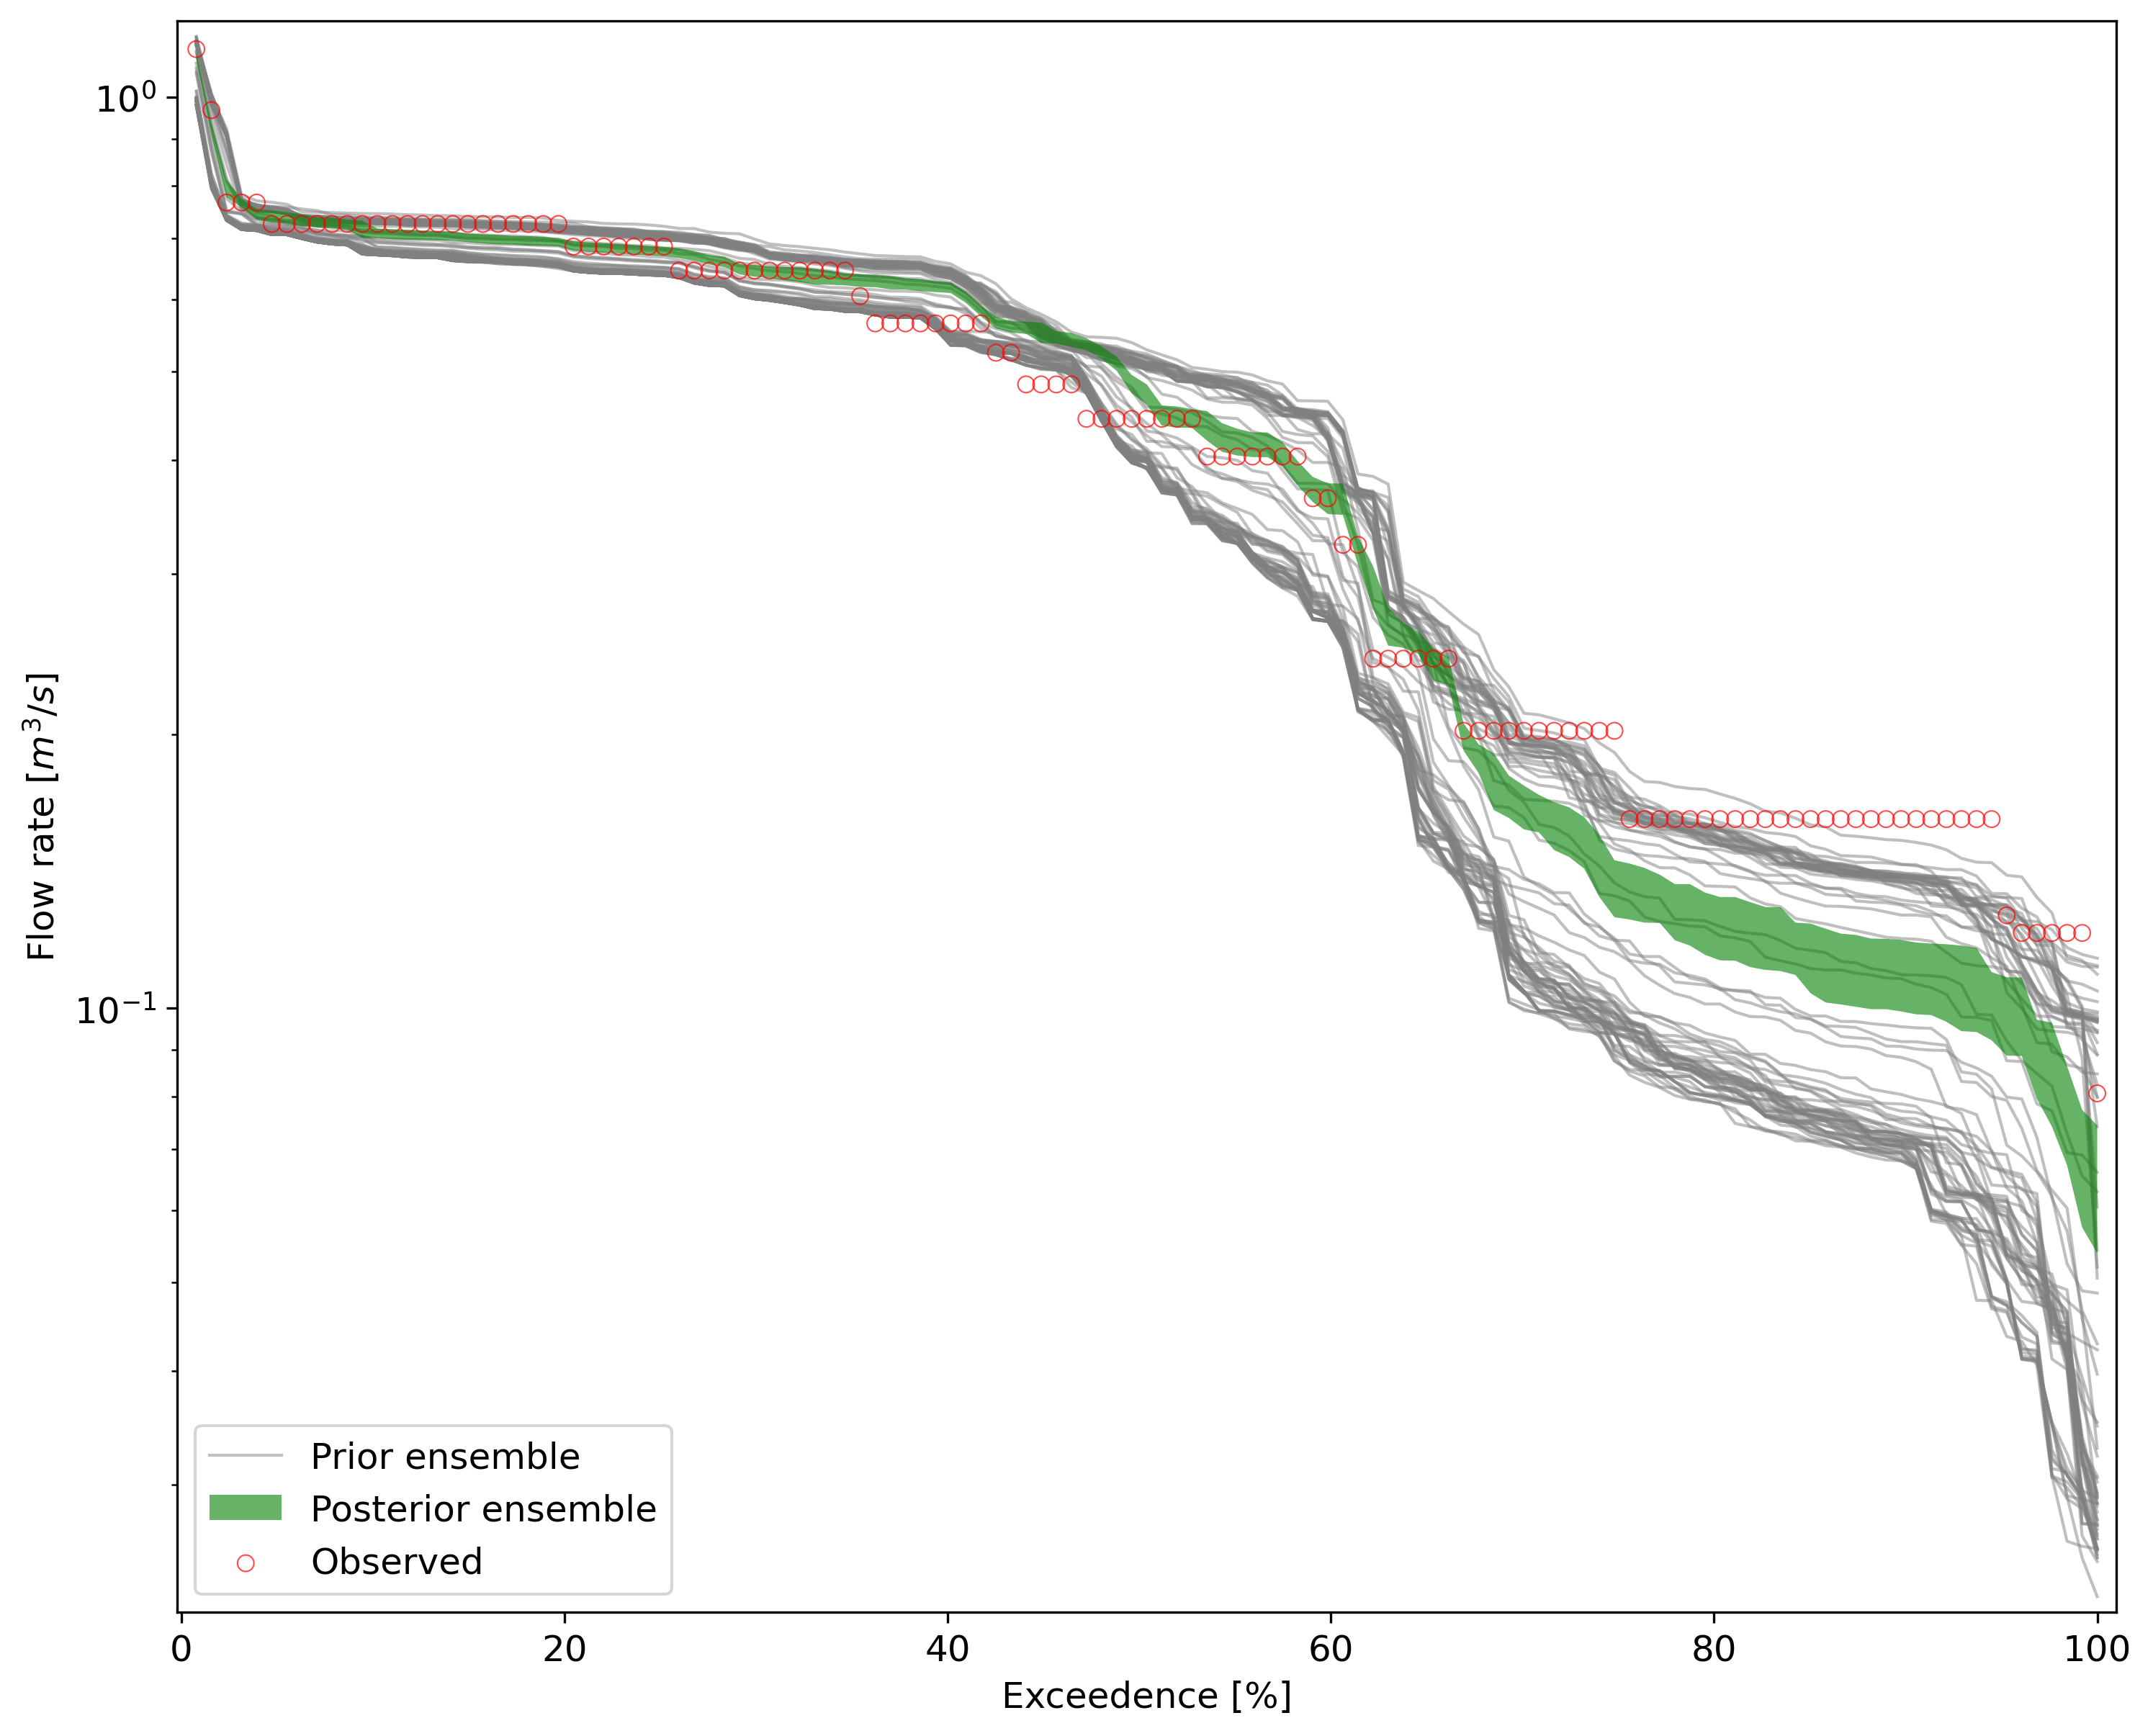 10^0
10^-1
Flow rate [m^3/s]
Prior ensemble
Posterior ensemble
Observed
0 20 40 60 80 100
Exceedence [%]